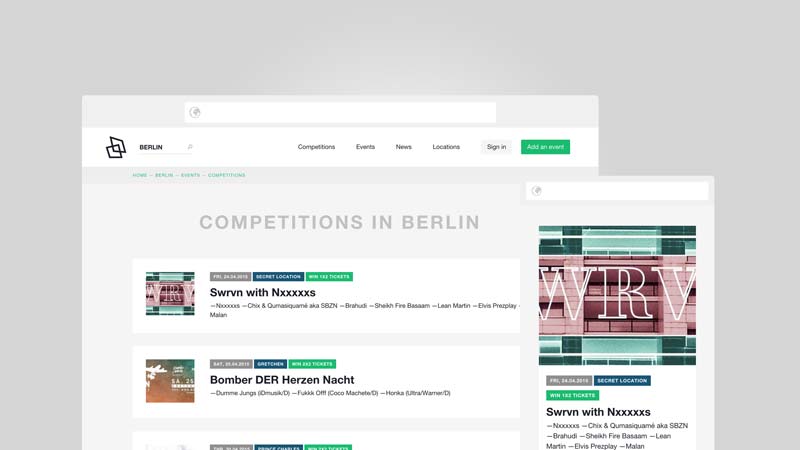 BERLIN
Competitions Events News Locations Sign in Add an event
HOME — BERLIN — EVENTS — COMPETITIONS
COMPETITIONS IN BERLIN
WRV
FRI, 24.04.2015 SECRET LOCATION WIN 1X2 TICKETS
Swrvn with Nxxxxxs
—Nxxxxxs —Chix & Qumasiquamé aka SBZN —Brahudi —Sheikh Fire Basaam —Lean Martin —Elvis Prezplay -
Malan
SA. 25
SAT, 25.04.2015 GRETCHEN WIN 2X2 TICKETS
Bomber DER Herzen Nacht
—Dumme Jungs (iDmusik/D) —Fukkk Offf (Coco Machete/D) —Honka (Ultra/Warner/D)
PRINCE CHARLES
WRV
FRI, 24.04.2015 SECRET LOCATION
WIN 1X2 TICKETS
Swrvn with Nxxxxxs
—Nxxxxxs —Chix & Qumasiquamé aka SBZN
—Brahudi —Sheikh Fire Basaam —Lean
Martin —Elvis Prezplay —Malan